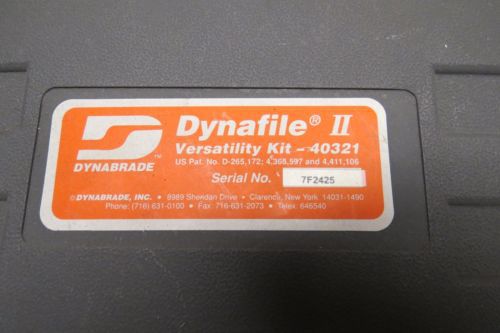 Dynafile® II
Versatility Kit – 40321
US Pat. No. D-265,172; 4,368,597 and 4,411,106
Serial No. 7F2425
DYNABRADE™
©DYNABRADE, INC. • 8989 Sheridan Drive • Clarence, New York 14031-1490
Phone: (716) 631-0100 • Fax: 716-631-2073 • Telex: 646540